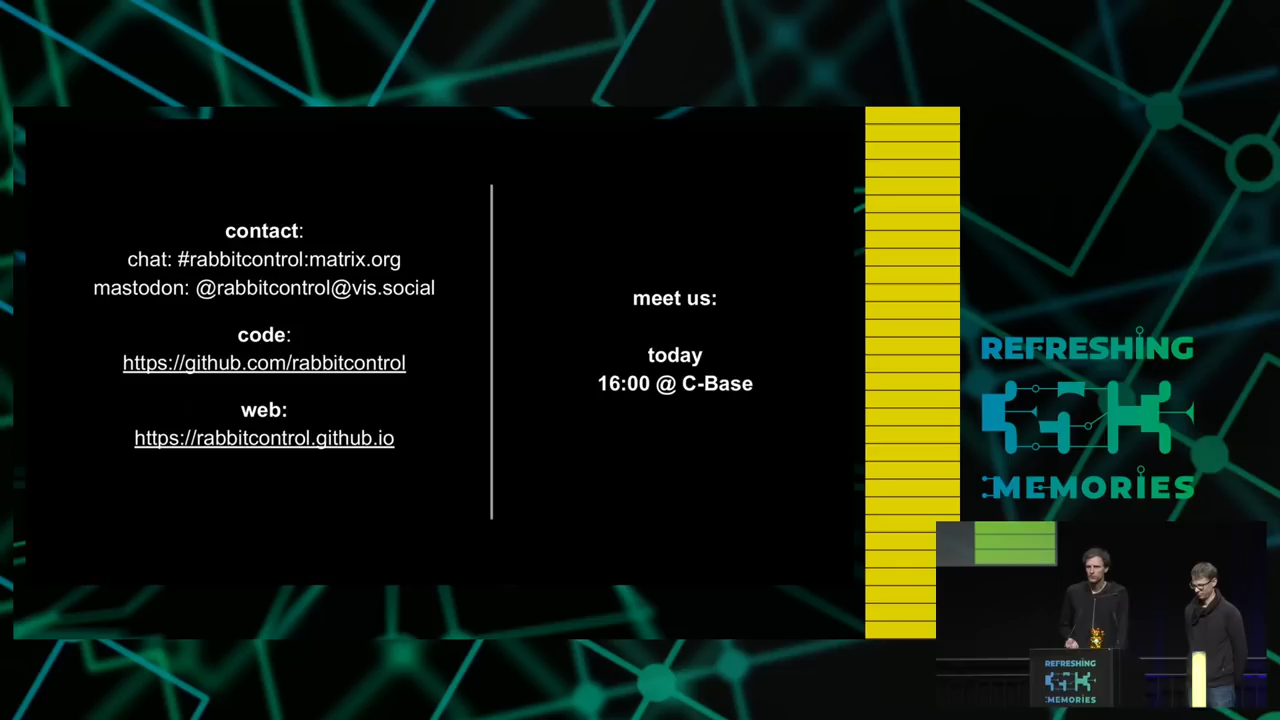 contact:
chat: #rabbitcontrol:matrix.org
mastodon: @rabbitcontrol@vis.social
code:
https://github.com/rabbitcontrol
web:
https://rabbitcontrol.github.io
meet us:
today
16:00 @ C-Base
REFRESHING
MEMORIES
REFRESHING
MEMORIES